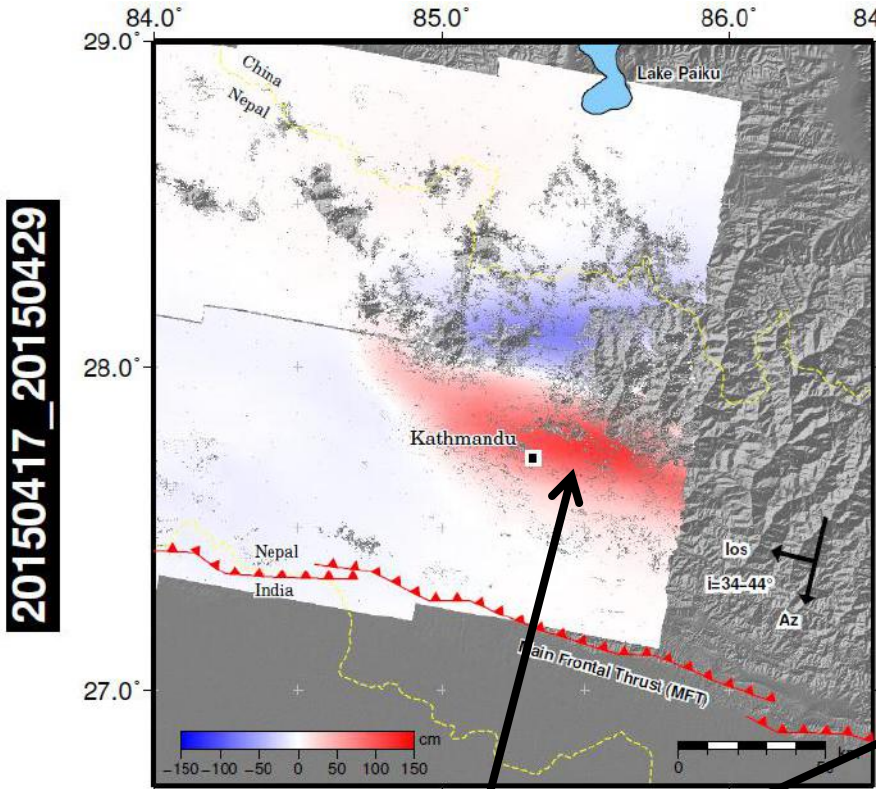 84.0˚ 85.0˚ 86.0˚
29.0˚
28.0˚
27.0˚
20150417_20150429
Lake Paiku
China
Nepal
Kathmandu
Nepal
India
Main Frontal Thrust (MFT)
los
i=34–44°
Az
cm
−150 −100 −50 0 50 100 150
0